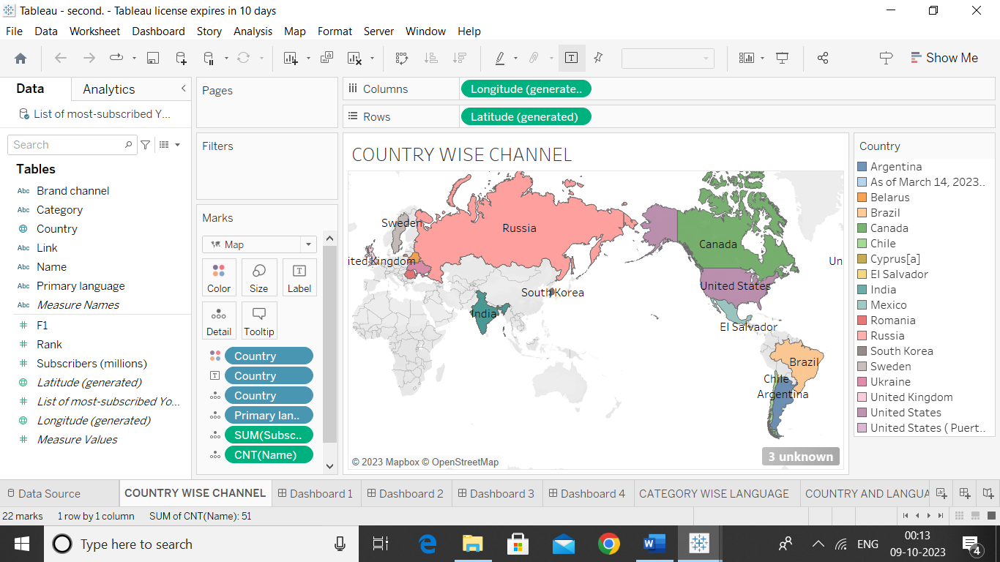 Tableau - second. - Tableau license expires in 10 days
File Data Worksheet Dashboard Story Analysis Map Format Server Window Help
Show Me
Data Analytics
List of most-subscribed Y...
Search
Tables
Abc Brand channel
Abc Category
Country
Abc Link
Abc Name
Abc Primary language
Abc Measure Names
F1
Rank
Subscribers (millions)
Latitude (generated)
List of most-subscribed Yo...
Longitude (generated)
Measure Values
Pages
Filters
Marks
Map
Color Size Label
Detail Tooltip
Country
Country
Country
Primary lan..
SUM(Subsc..
CNT(Name)
Columns Longitude (generate..
Rows Latitude (generated)
COUNTRY WISE CHANNEL
Sweden
Russia
Canada
ited Kingdom
Un
United States
South Korea
India
El Salvador
Brazil
Chile
Argentina
3 unknown
© 2023 Mapbox © OpenStreetMap
Country
Argentina
As of March 14, 2023..
Belarus
Brazil
Canada
Chile
Cyprus[a]
El Salvador
India
Mexico
Romania
Russia
South Korea
Sweden
Ukraine
United Kingdom
United States
United States ( Puert..
Data Source COUNTRY WISE CHANNEL Dashboard 1 Dashboard 2 Dashboard 3 Dashboard 4 CATEGORY WISE LANGUAGE COUNTRY AND LANGUA
22 marks 1 row by 1 column SUM of CNT(Name): 51
Type here to search
ENG
00:13
09-10-2023
4